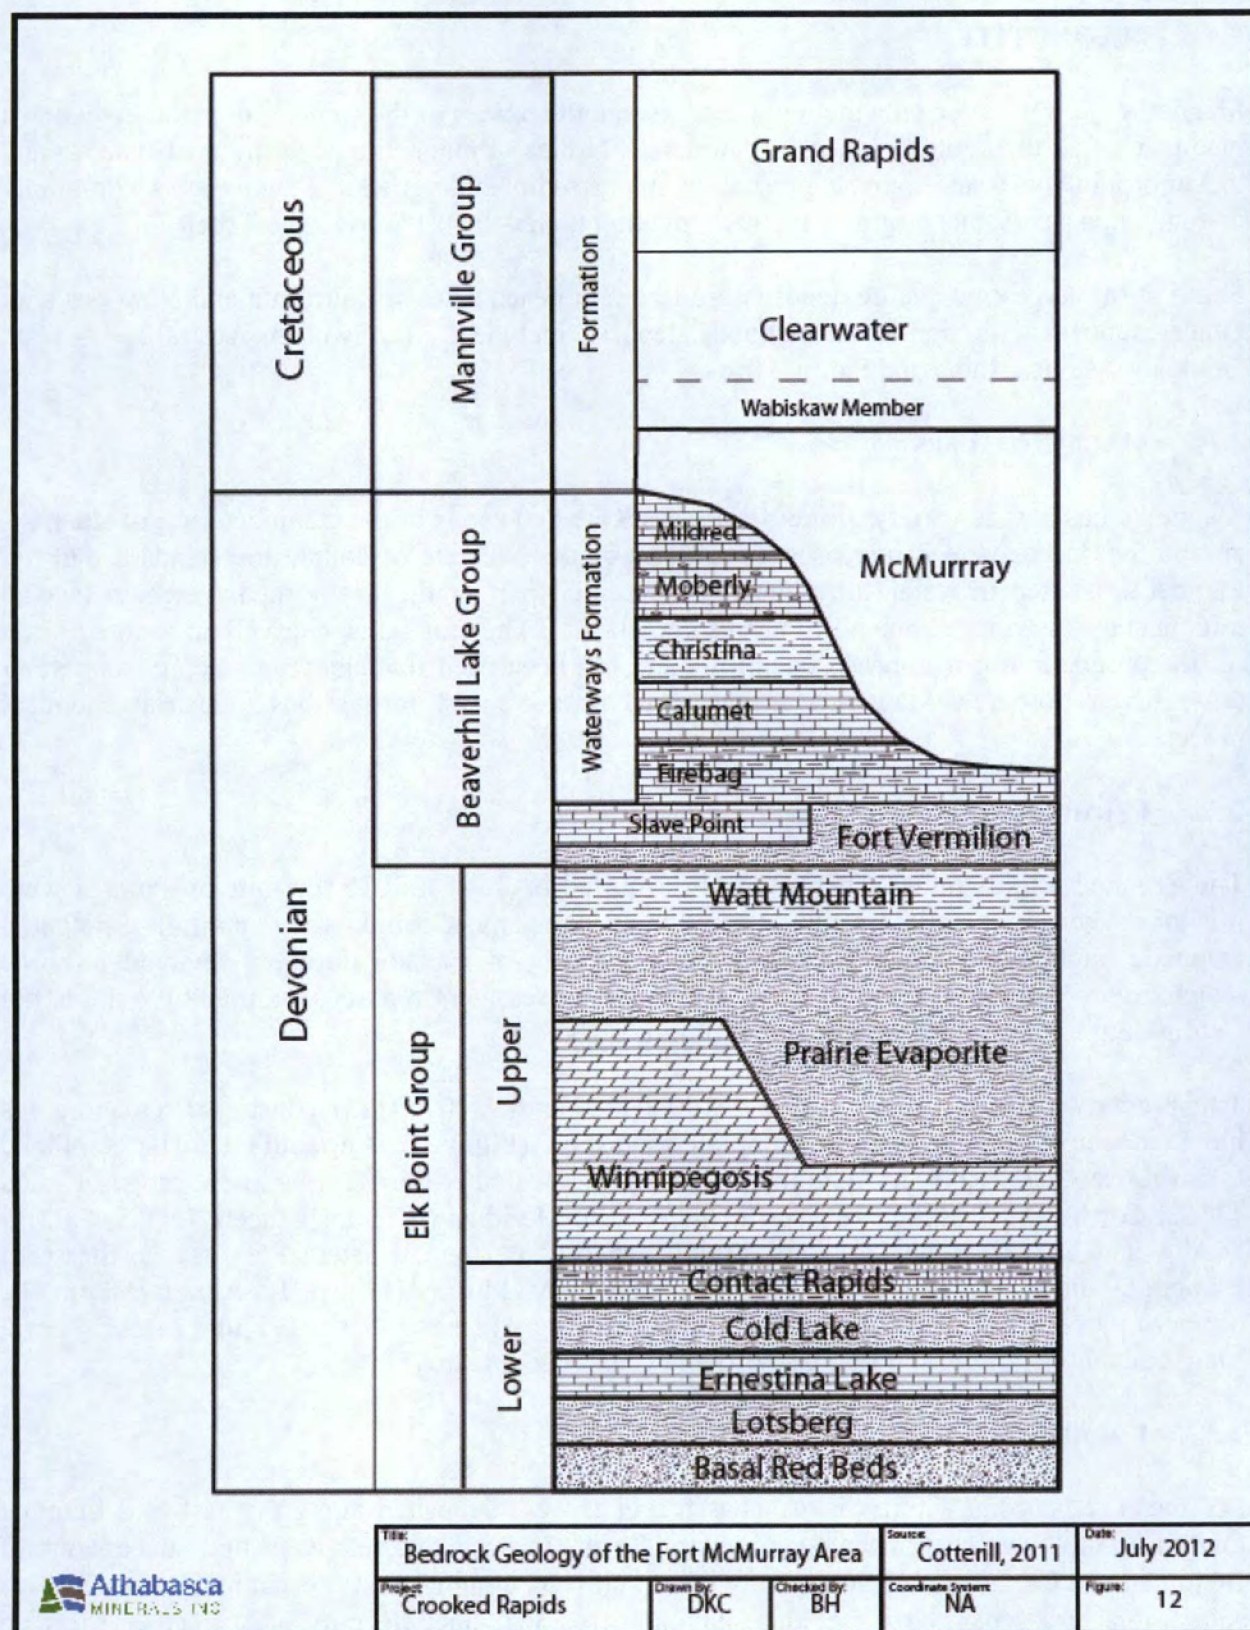 Cretaceous
Mannville Group
Formation
Grand Rapids
Clearwater
Wabiskaw Member
McMurrray
Devonian
Beaverhill Lake Group
Waterways Formation
Mildred
Moberly
Christina
Calumet
Firebag
Slave Point
Fort Vermilion
Elk Point Group
Upper
Watt Mountain
Prairie Evaporite
Winnipegosis
Lower
Contact Rapids
Cold Lake
Ernestina Lake
Lotsberg
Basal Red Beds
Athabasca
MINERALS INC
Title:
Bedrock Geology of the Fort McMurray Area
Source:
Cotterill, 2011
Date:
July 2012
Project:
Crooked Rapids
Drawn By:
DKC
Checked By:
BH
Coordinate System:
NA
Figure:
12